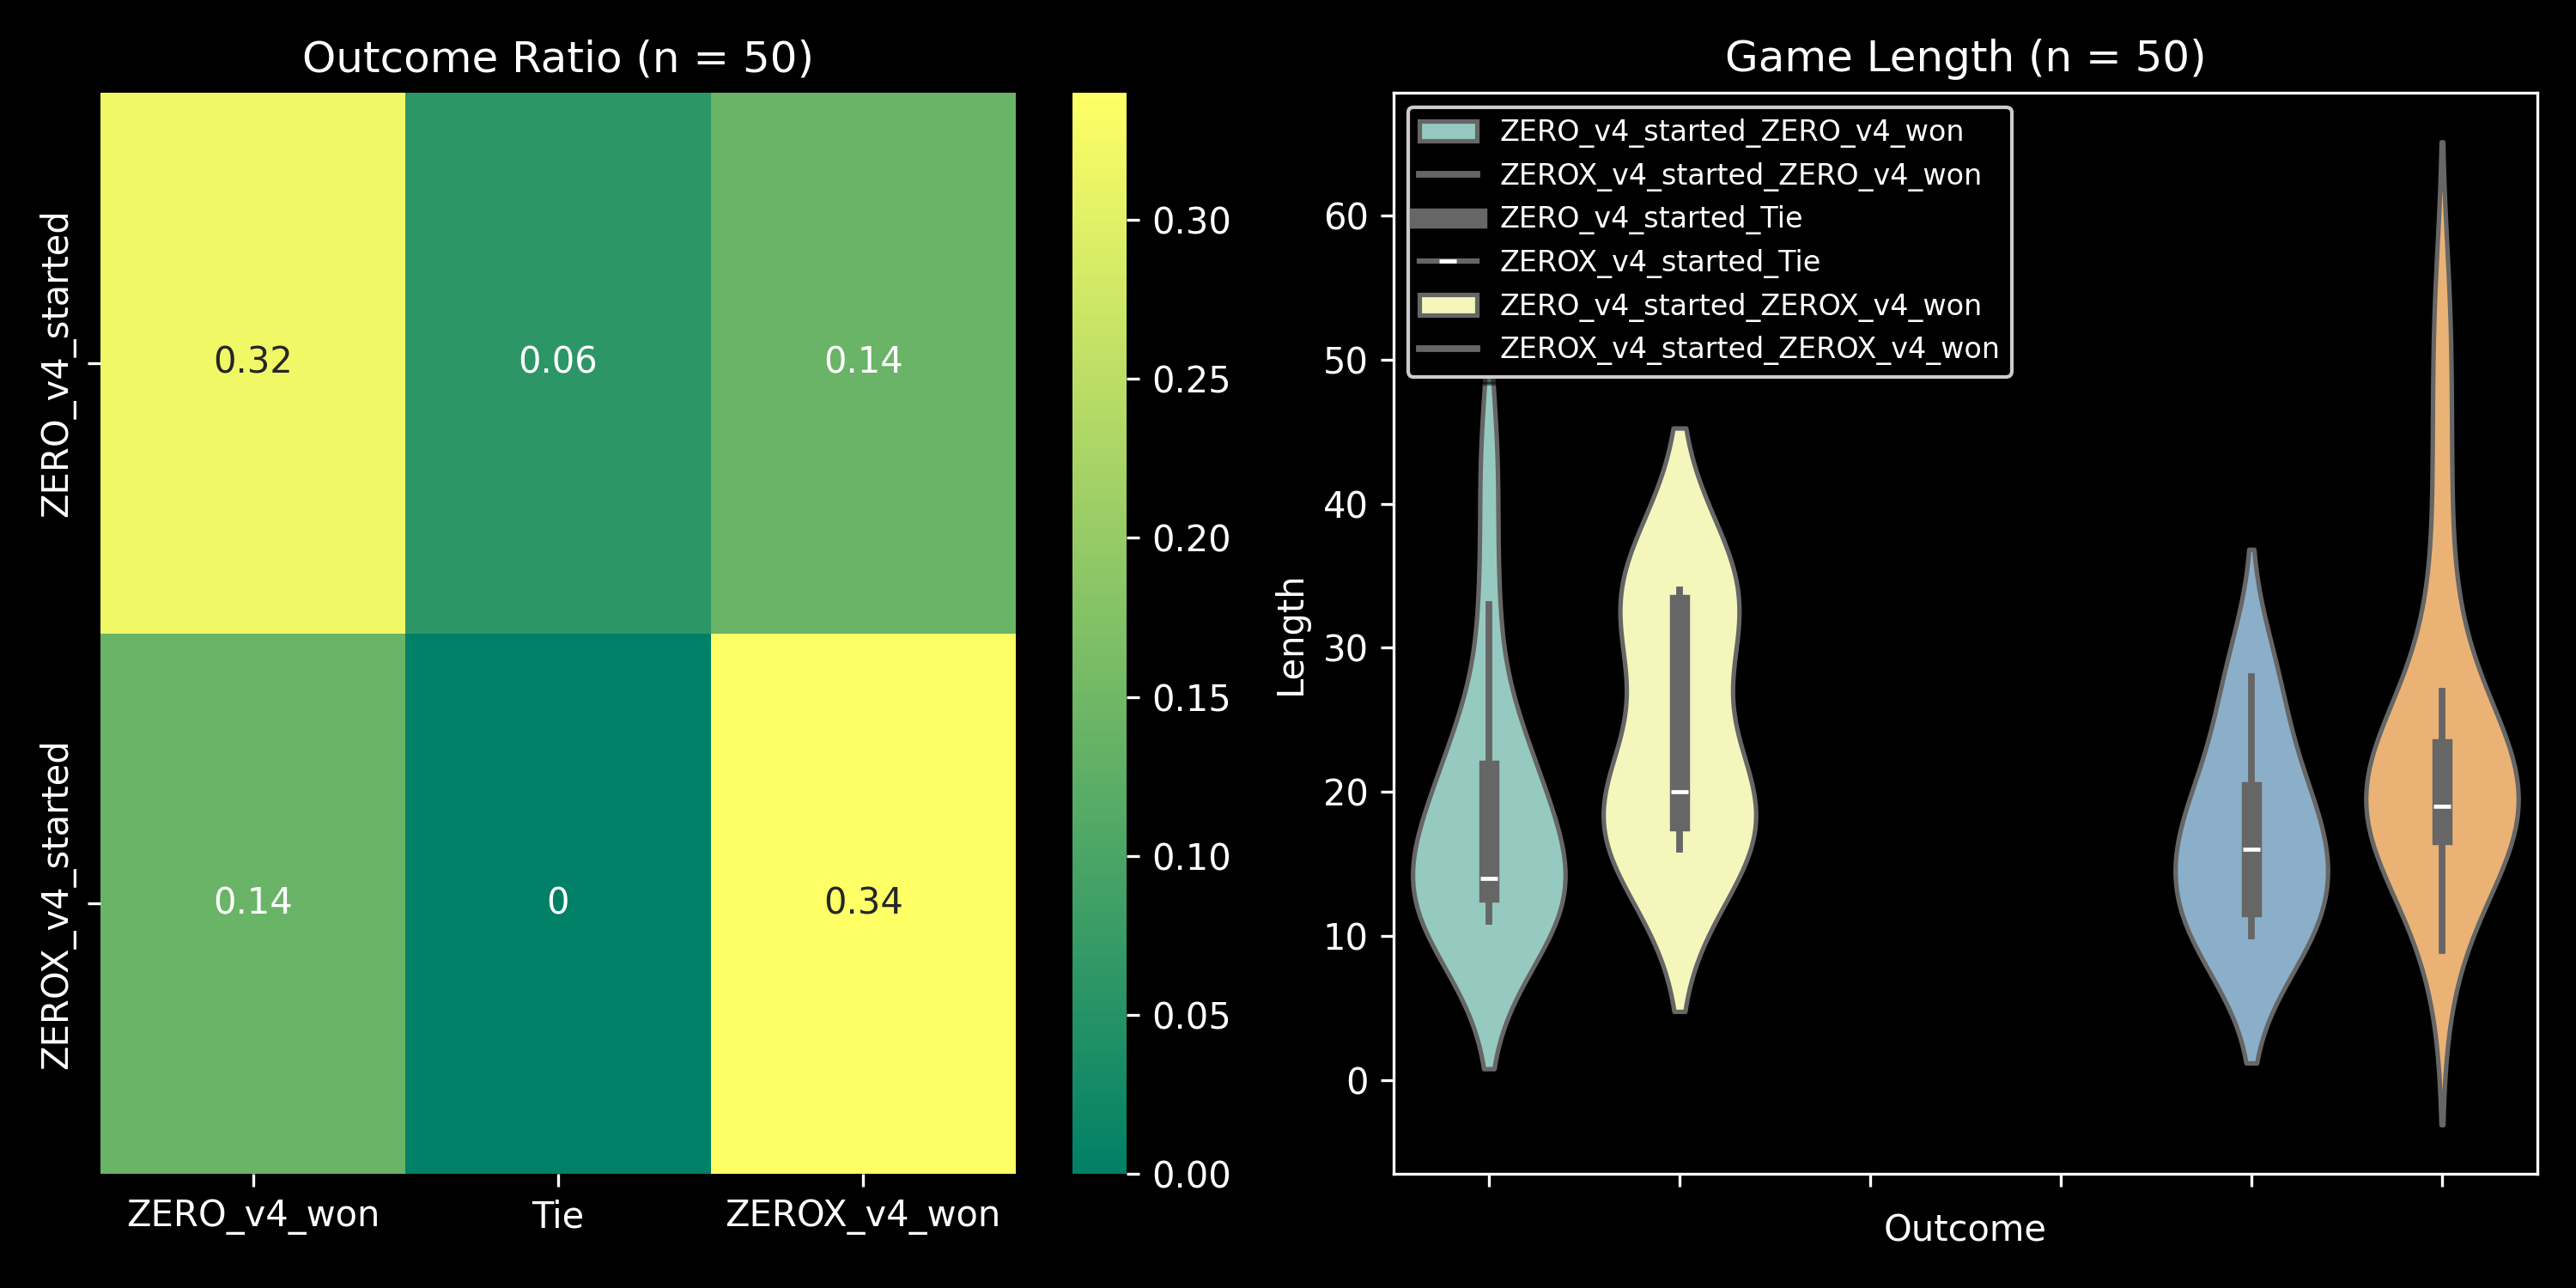 Outcome Ratio (n = 50)
ZERO_v4_started
ZEROX_v4_started
0.32
0.06
0.14
0.14
0
0.34
ZERO_v4_won
Tie
ZEROX_v4_won
0.30
0.25
0.20
0.15
0.10
0.05
0.00
Game Length (n = 50)
ZERO_v4_started_ZERO_v4_won
ZEROX_v4_started_ZERO_v4_won
ZERO_v4_started_Tie
ZEROX_v4_started_Tie
ZERO_v4_started_ZEROX_v4_won
ZEROX_v4_started_ZEROX_v4_won
Length
60
50
40
30
20
10
0
Outcome